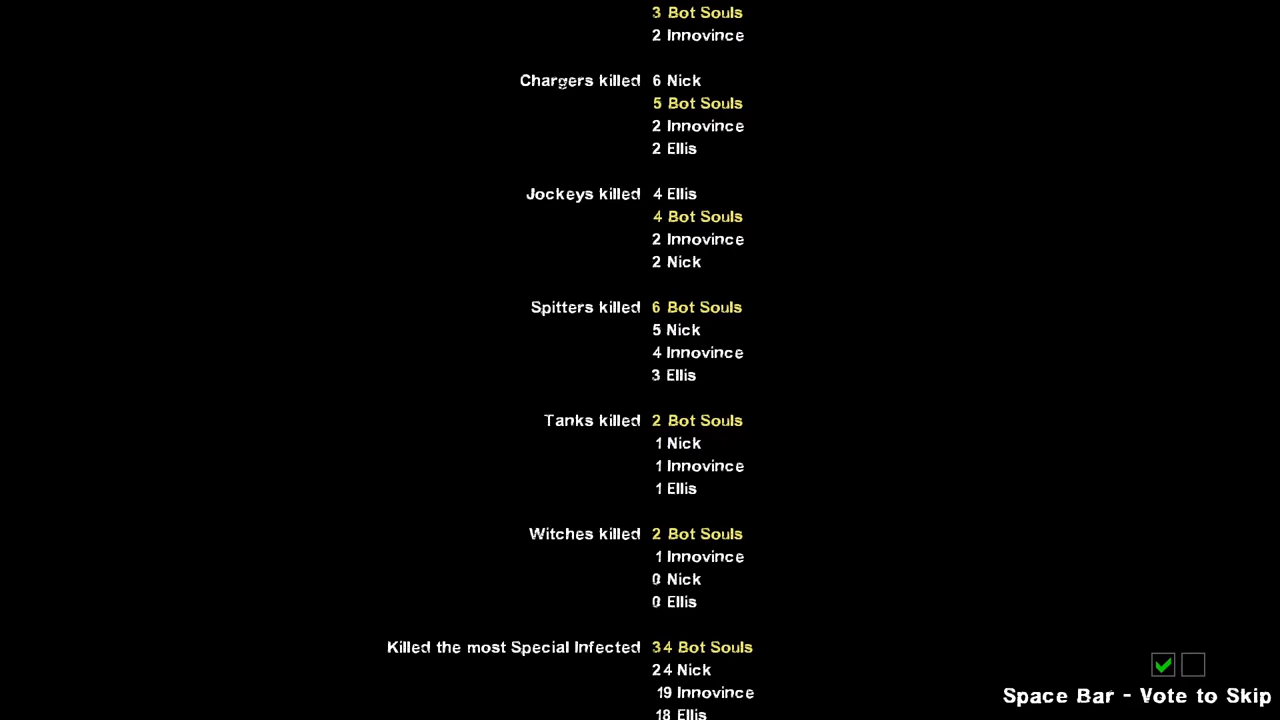 3 Bot Souls
2 Innovince
Chargers killed 6 Nick
5 Bot Souls
2 Innovince
2 Ellis
Jockeys killed 4 Ellis
4 Bot Souls
2 Innovince
2 Nick
Spitters killed 6 Bot Souls
5 Nick
4 Innovince
3 Ellis
Tanks killed 2 Bot Souls
1 Nick
1 Innovince
1 Ellis
Witches killed 2 Bot Souls
1 Innovince
0 Nick
0 Ellis
Killed the most Special Infected 34 Bot Souls
24 Nick
19 Innovince
18 Ellis
Space Bar - Vote to Skip